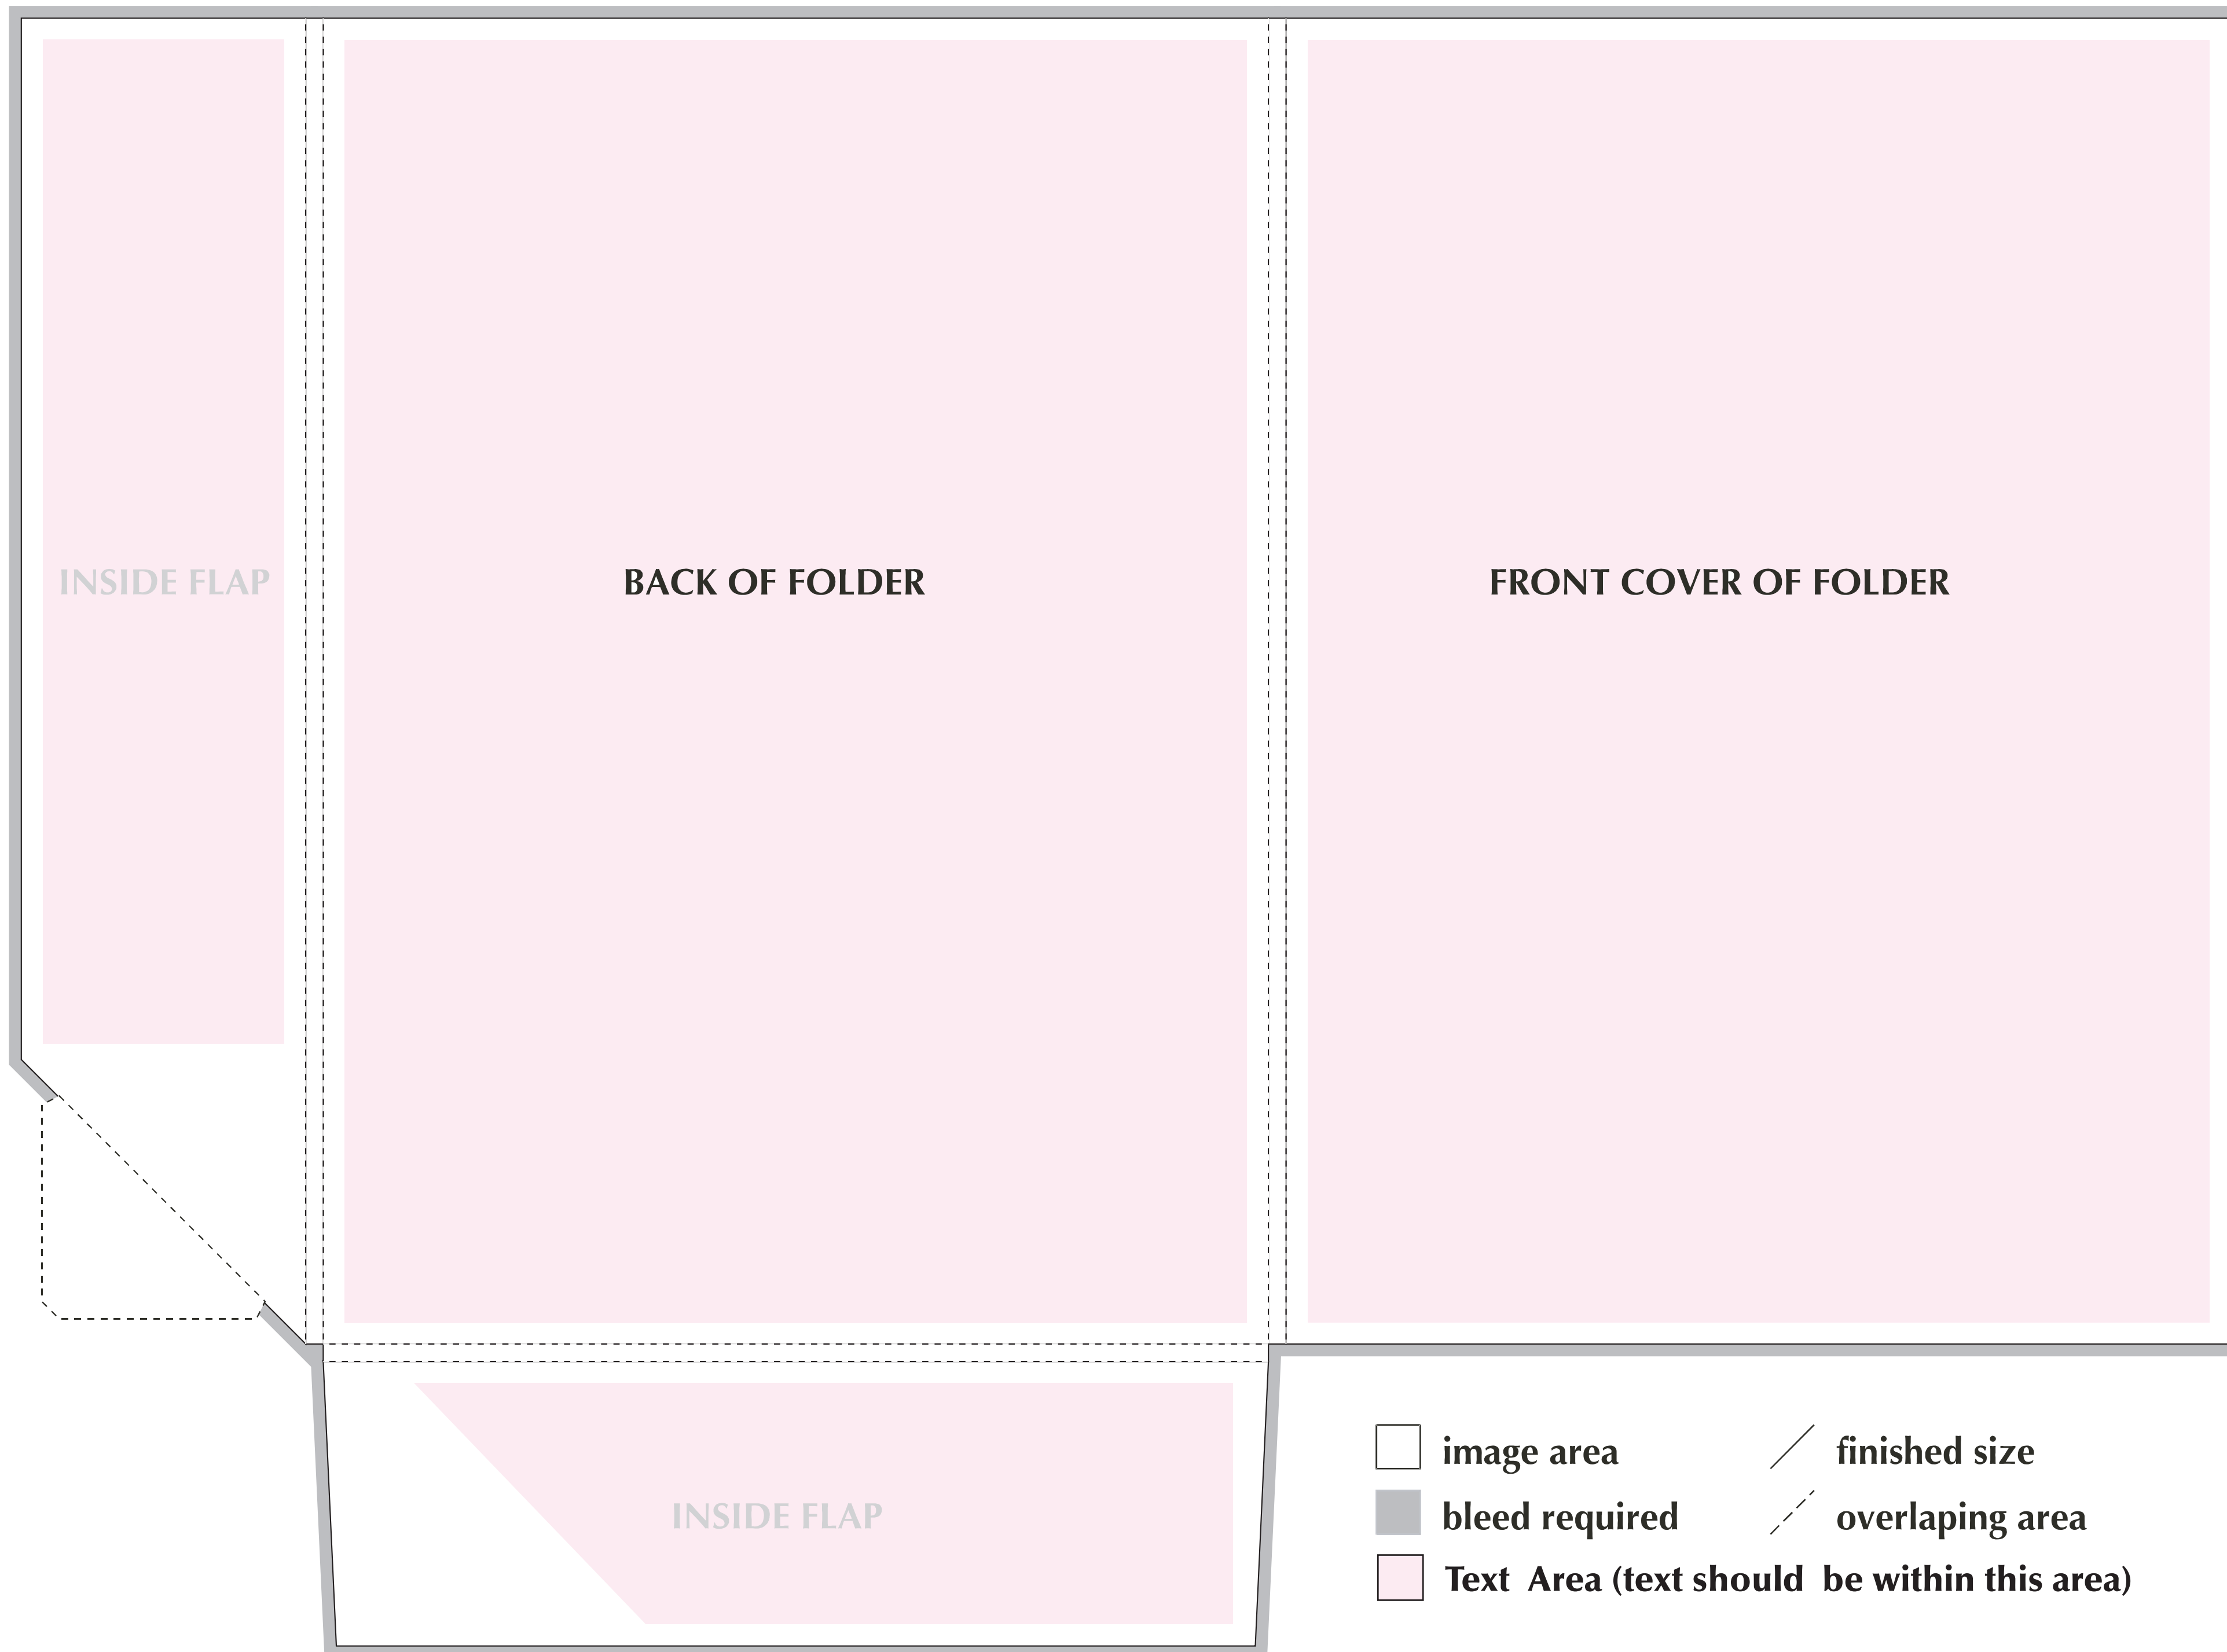 INSIDE FLAP
BACK OF FOLDER
FRONT COVER OF FOLDER
INSIDE FLAP
image area
finished size
bleed required
overlaping area
Text Area (text should be within this area)